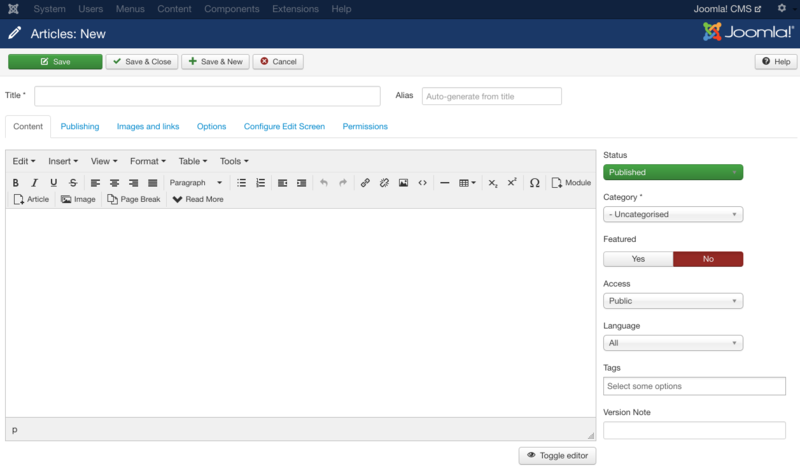 System Users Menus Content Components Extensions Help Joomla! CMS
Articles: New Joomla!®
Save Save & Close Save & New Cancel Help
Title * Alias Auto-generate from title
Content Publishing Images and links Options Configure Edit Screen Permissions
Edit Insert View Format Table Tools
B I U S Paragraph X₂ X² Ω Module
Article Image Page Break Read More
p
Toggle editor
Status
Published
Category *
- Uncategorised
Featured
Yes No
Access
Public
Language
All
Tags
Select some options
Version Note